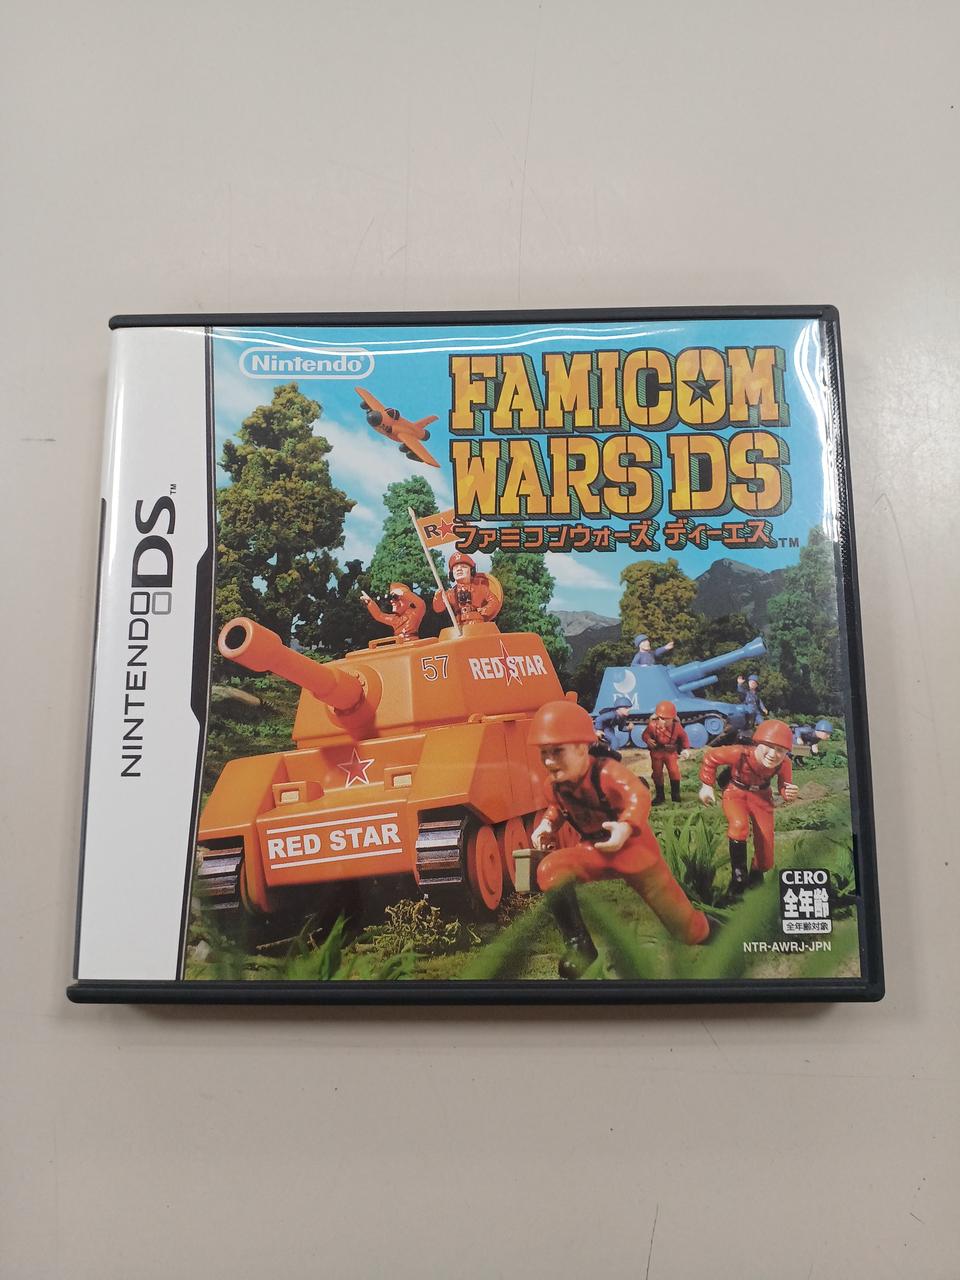 Nintendo®
FAMICOM
WARS DS
ファミコンウォーズ ディーエス™
NINTENDO DS™
R★
57
RED STAR
RED STAR
CERO
全年齢
全年齢対象
NTR-AWRJ-JPN